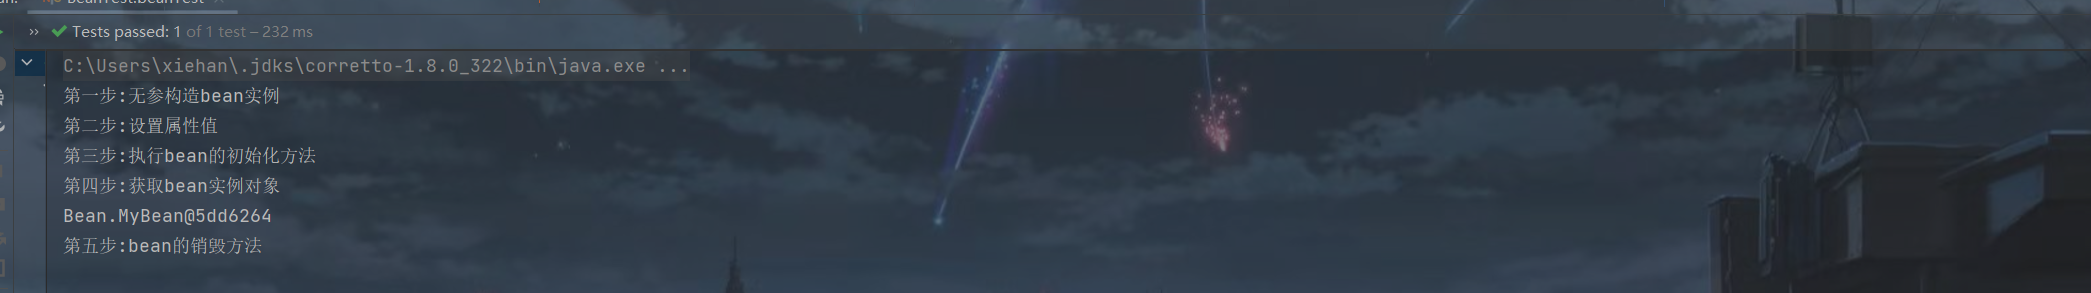 » Tests passed: 1 of 1 test – 232 ms
C:\Users\xiehan\.jdks\corretto-1.8.0_322\bin\java.exe ...
第一步:无参构造bean实例
第二步:设置属性值
第三步:执行bean的初始化方法
第四步:获取bean实例对象
Bean.MyBean@5dd6264
第五步:bean的销毁方法